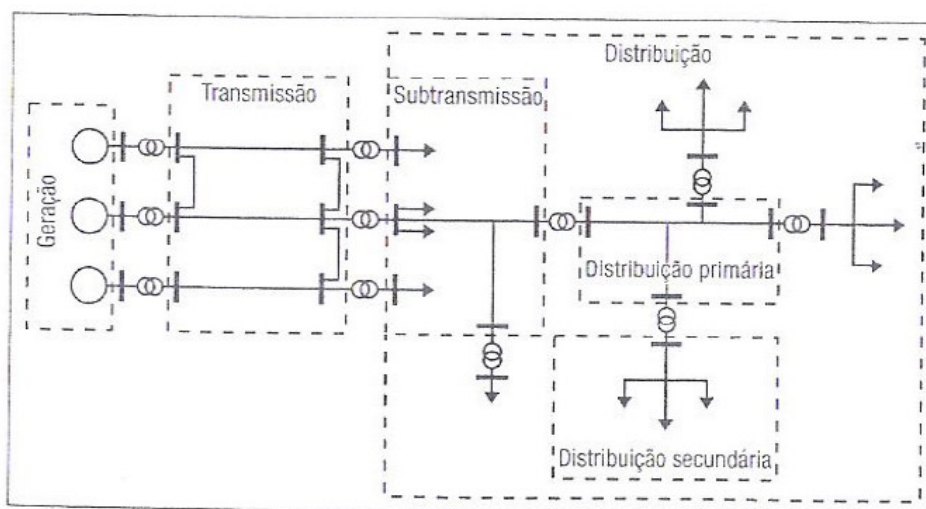 Distribuição
Transmissão
Subtransmissão
Geração
Distribuição primária
Distribuição secundária